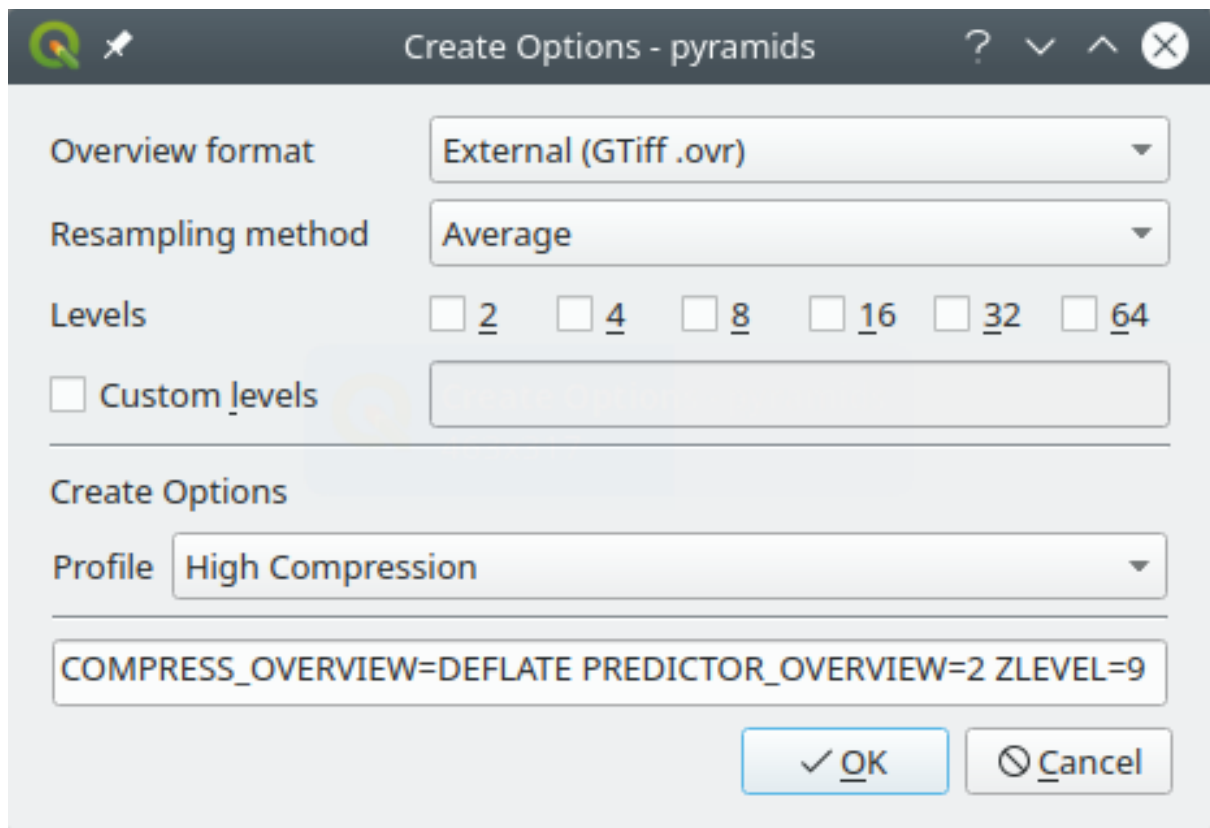 Create Options - pyramids
Overview format External (GTiff .ovr)
Resampling method Average
Levels 2 4 8 16 32 64
Custom levels
Create Options
Profile High Compression
COMPRESS_OVERVIEW=DEFLATE PREDICTOR_OVERVIEW=2 ZLEVEL=9
OK Cancel